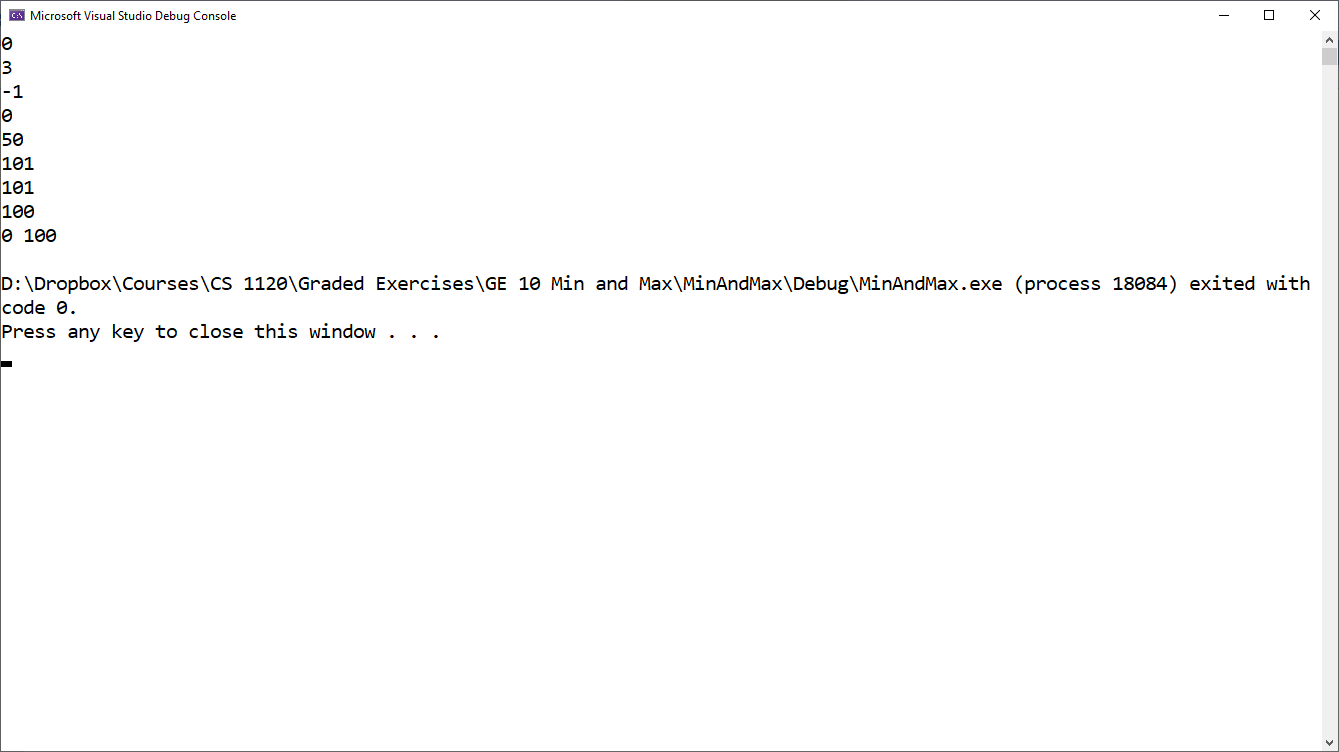 Microsoft Visual Studio Debug Console
0
3
-1
0
50
101
101
100
0 100
D:\Dropbox\Courses\CS 1120\Graded Exercises\GE 10 Min and Max\MinAndMax\Debug\MinAndMax.exe (process 18084) exited with
code 0.
Press any key to close this window . . .